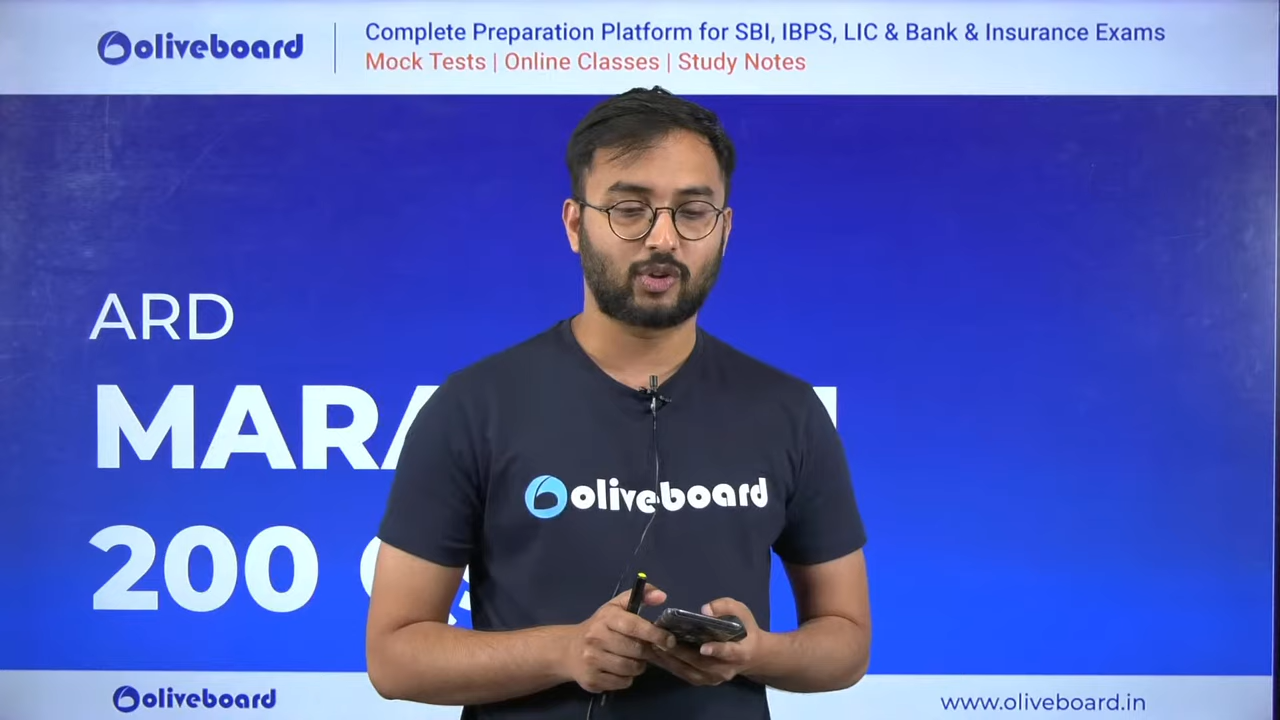 oliveboard
Complete Preparation Platform for SBI, IBPS, LIC & Bank & Insurance Exams
Mock Tests | Online Classes | Study Notes
ARD
200
oliveboard
oliveboard
www.oliveboard.in